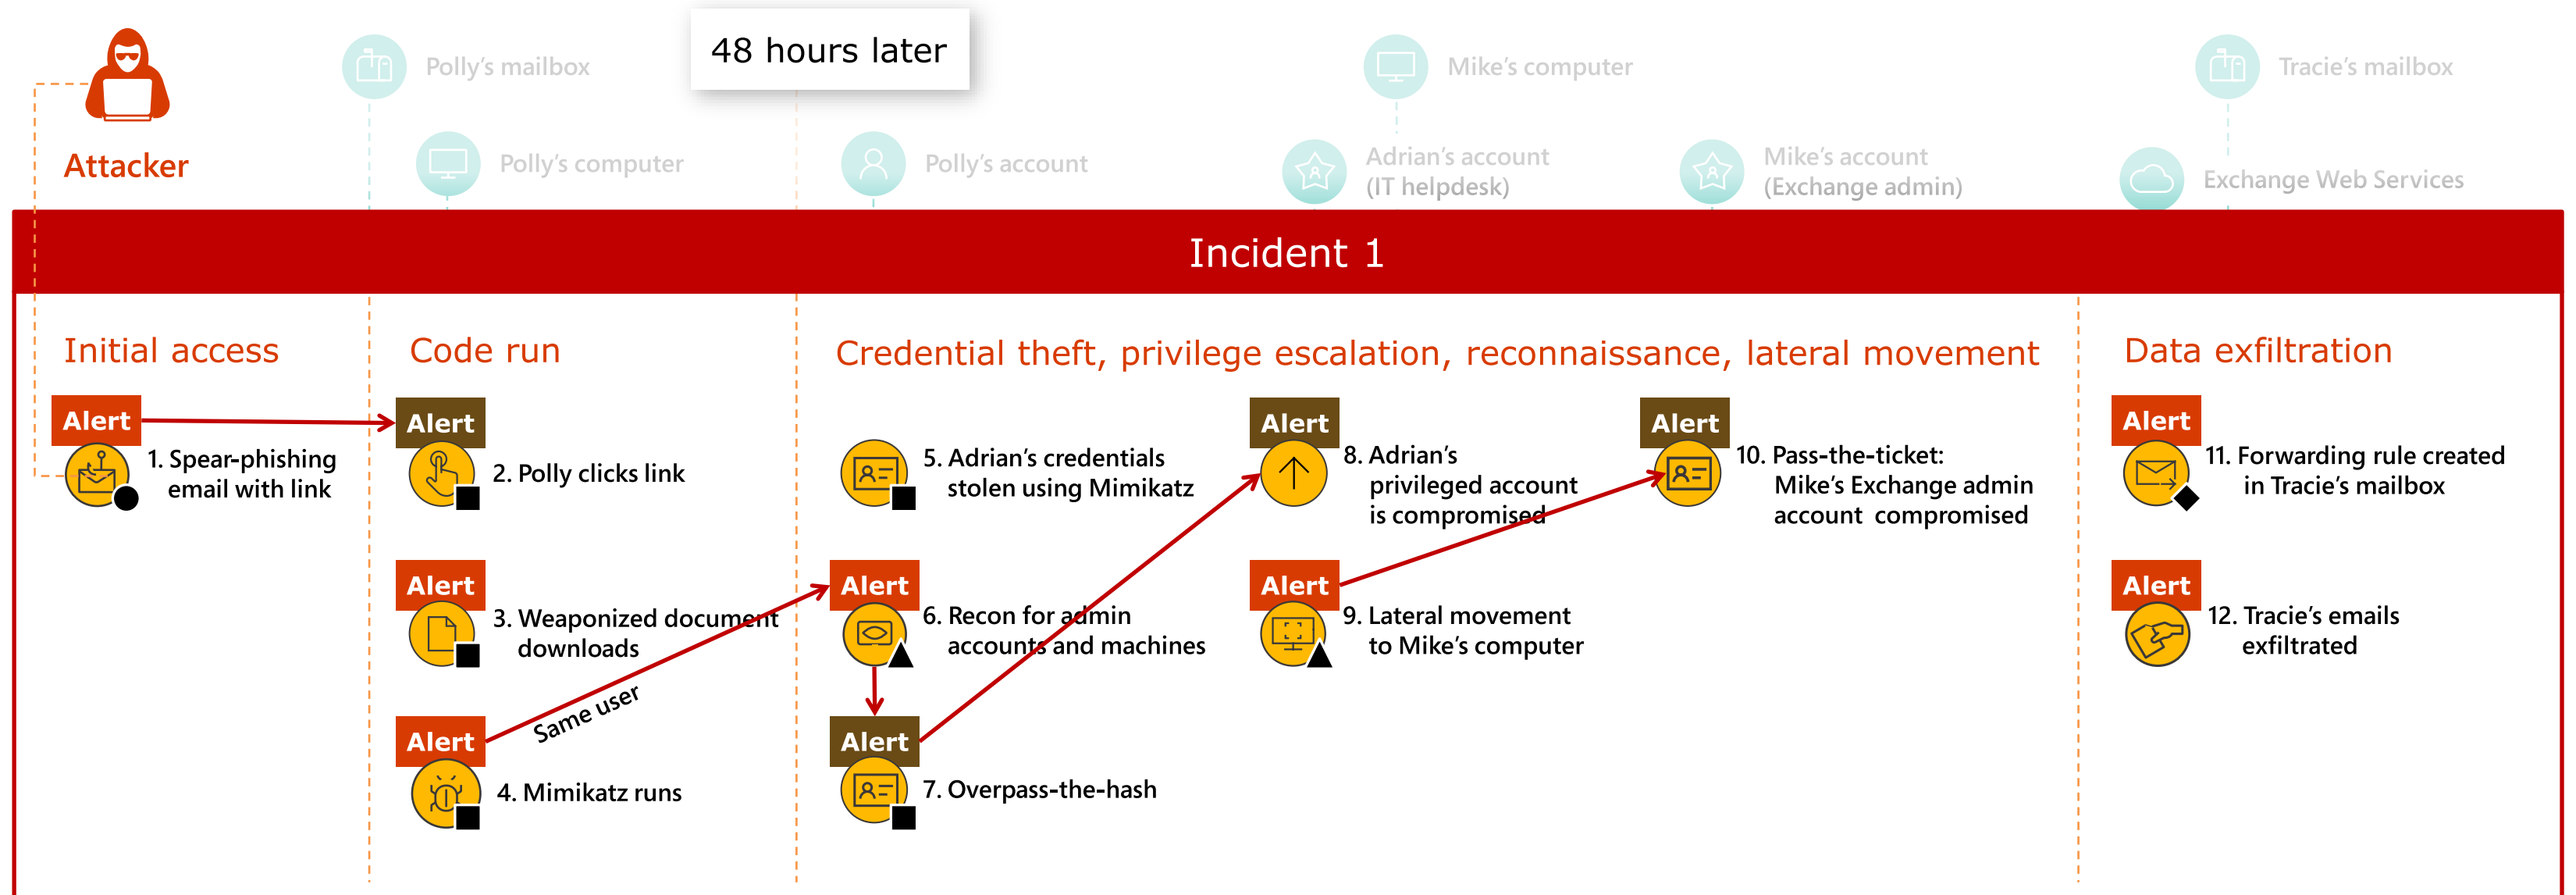 48 hours later
Polly's mailbox
Mike's computer
Tracie's mailbox
Attacker
Polly's computer
Polly's account
Adrian's account
(IT helpdesk)
Mike's account
(Exchange admin)
Exchange Web Services
Incident 1
Initial access
Code run
Credential theft, privilege escalation, reconnaissance, lateral movement
Data exfiltration
Alert
1. Spear-phishing
email with link
Alert
2. Polly clicks link
Alert
3. Weaponized document
downloads
Same user
Alert
4. Mimikatz runs
5. Adrian's credentials
stolen using Mimikatz
Alert
6. Recon for admin
accounts and machines
Alert
7. Overpass-the-hash
Alert
8. Adrian's
privileged account
is compromised
Alert
9. Lateral movement
to Mike's computer
Alert
10. Pass-the-ticket:
Mike's Exchange admin
account compromised
Alert
11. Forwarding rule created
in Tracie's mailbox
Alert
12. Tracie's emails
exfiltrated